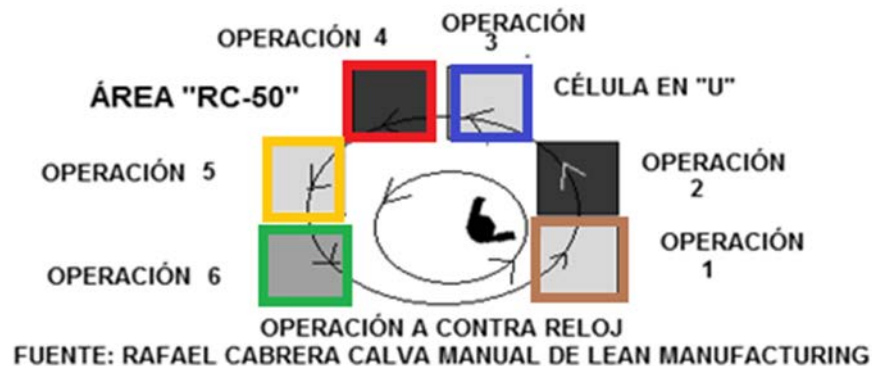 OPERACIÓN 4
OPERACIÓN
3
ÁREA "RC-50"
CÉLULA EN "U"
OPERACIÓN 5
OPERACIÓN
2
OPERACIÓN 6
OPERACIÓN
1
OPERACIÓN A CONTRA RELOJ
FUENTE: RAFAEL CABRERA CALVA MANUAL DE LEAN MANUFACTURING